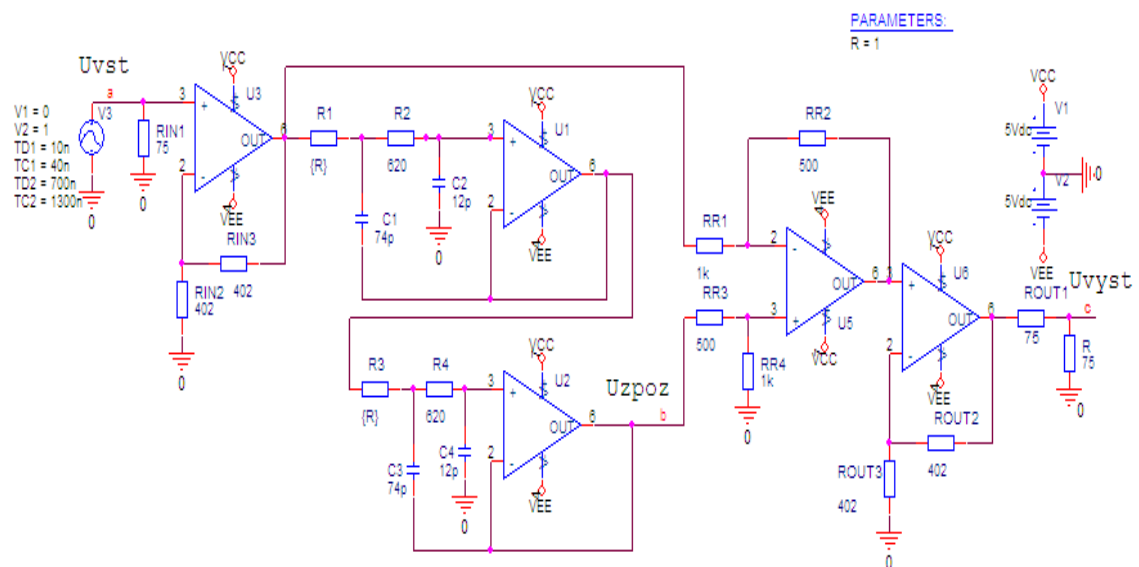 PARAMETERS:
R = 1
Uvst
a
V3
V1 = 0
V2 = 1
TD1 = 10n
TC1 = 40n
TD2 = 700n
TC2 = 1300n
0
RIN1
75
0
VCC
U3
3
+
2
-
OUT
6
VEE
RIN3
402
RIN2
402
0
R1
{R}
R2
620
C1
74p
C2
12p
0
VCC
U1
3
+
2
-
OUT
6
VEE
R3
{R}
R4
620
C3
74p
C4
12p
0
VCC
U2
3
+
2
-
OUT
6
VEE
Uzpoz
b
RR1
1k
RR2
500
RR3
500
RR4
1k
0
VEE
2
-
3
+
OUT
6
U5
VCC
VCC
U6
3
+
2
-
OUT
6
VEE
ROUT2
402
ROUT3
402
0
VCC
V1
5Vdc
0
V2
5Vdc
VEE
Uvyst
ROUT1
75
c
R
75
0